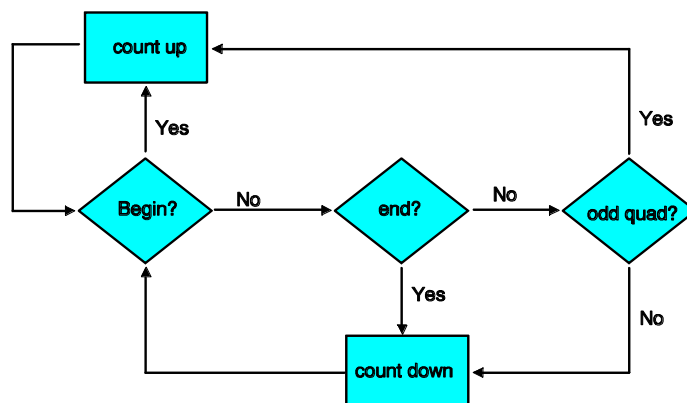 count up
Yes
Yes
Begin?
No
end?
No
odd quad?
Yes
No
count down